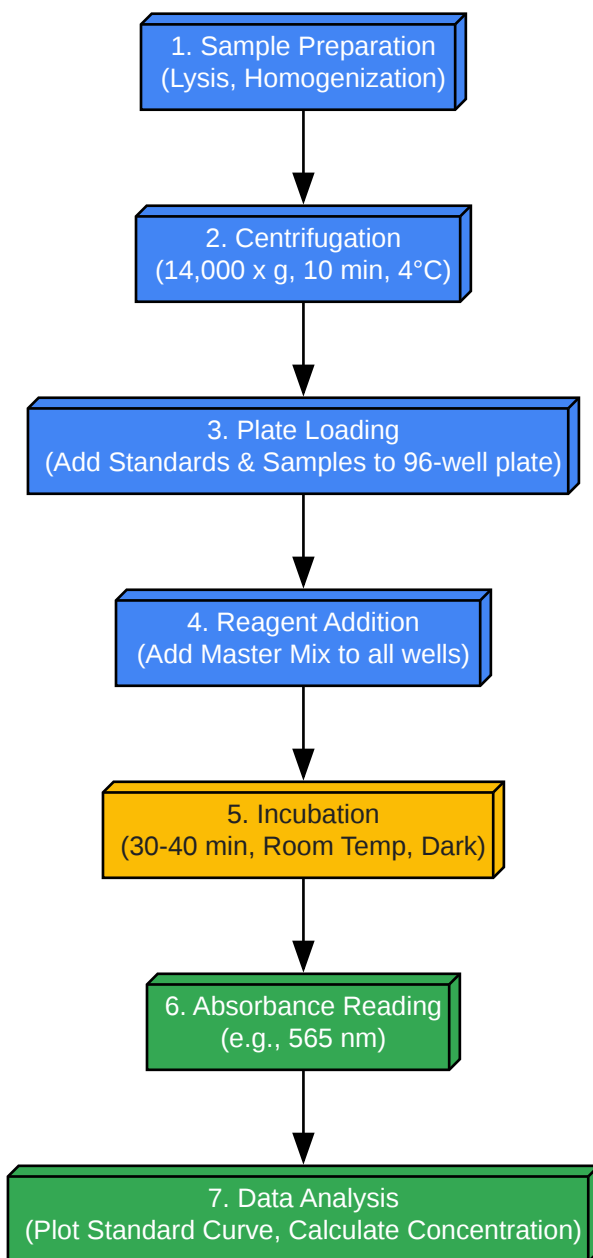 1. Sample Preparation
(Lysis, Homogenization)
2. Centrifugation
(14,000 x g, 10 min, 4°C)
3. Plate Loading
(Add Standards & Samples to 96-well plate)
4. Reagent Addition
(Add Master Mix to all wells)
5. Incubation
(30-40 min, Room Temp, Dark)
6. Absorbance Reading
(e.g., 565 nm)
7. Data Analysis
(Plot Standard Curve, Calculate Concentration)